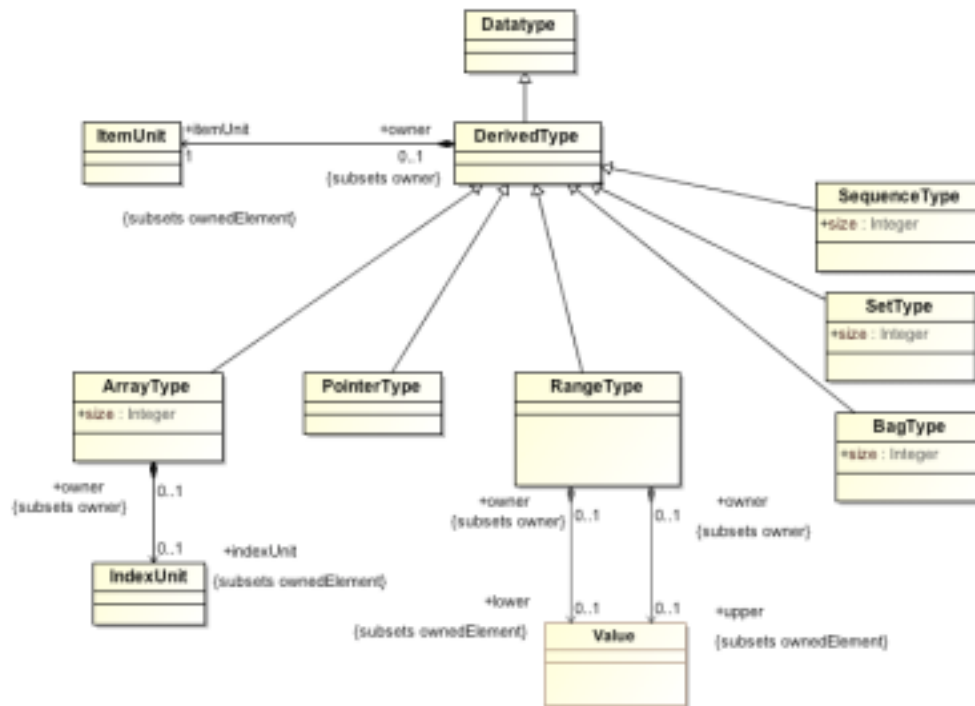 Datatype
ItemUnit
+itemUnit
1
+owner
0..1
{subsets owner}
DerivedType
{subsets ownedElement}
SequenceType
+size : Integer
SetType
+size : Integer
BagType
+size : Integer
ArrayType
+size : Integer
PointerType
RangeType
+owner
{subsets owner}
0..1
0..1
+indexUnit
{subsets ownedElement}
IndexUnit
+owner
{subsets owner}
0..1
0..1
+owner
{subsets owner}
+lower
{subsets ownedElement}
0..1
0..1
+upper
{subsets ownedElement}
Value